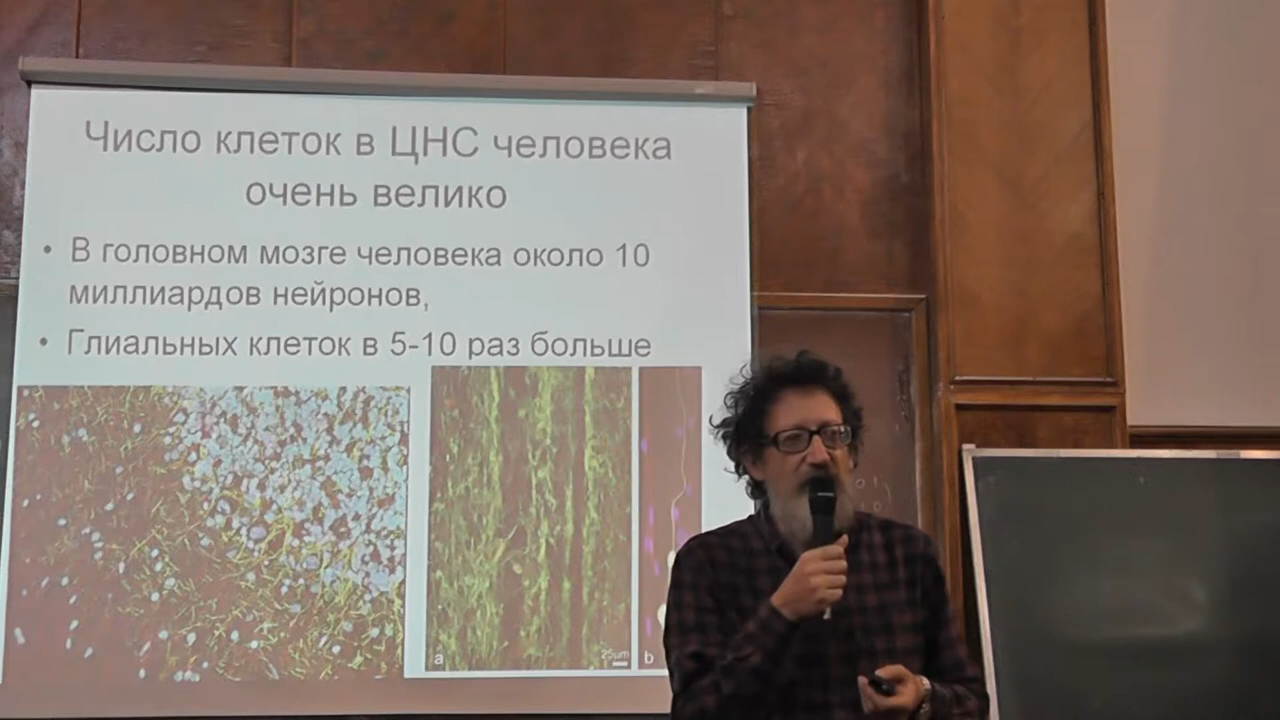 Число клеток в ЦНС человека
очень велико
• В головном мозге человека около 10
миллиардов нейронов,
• Глиальных клеток в 5-10 раз больше
a
25µm
b